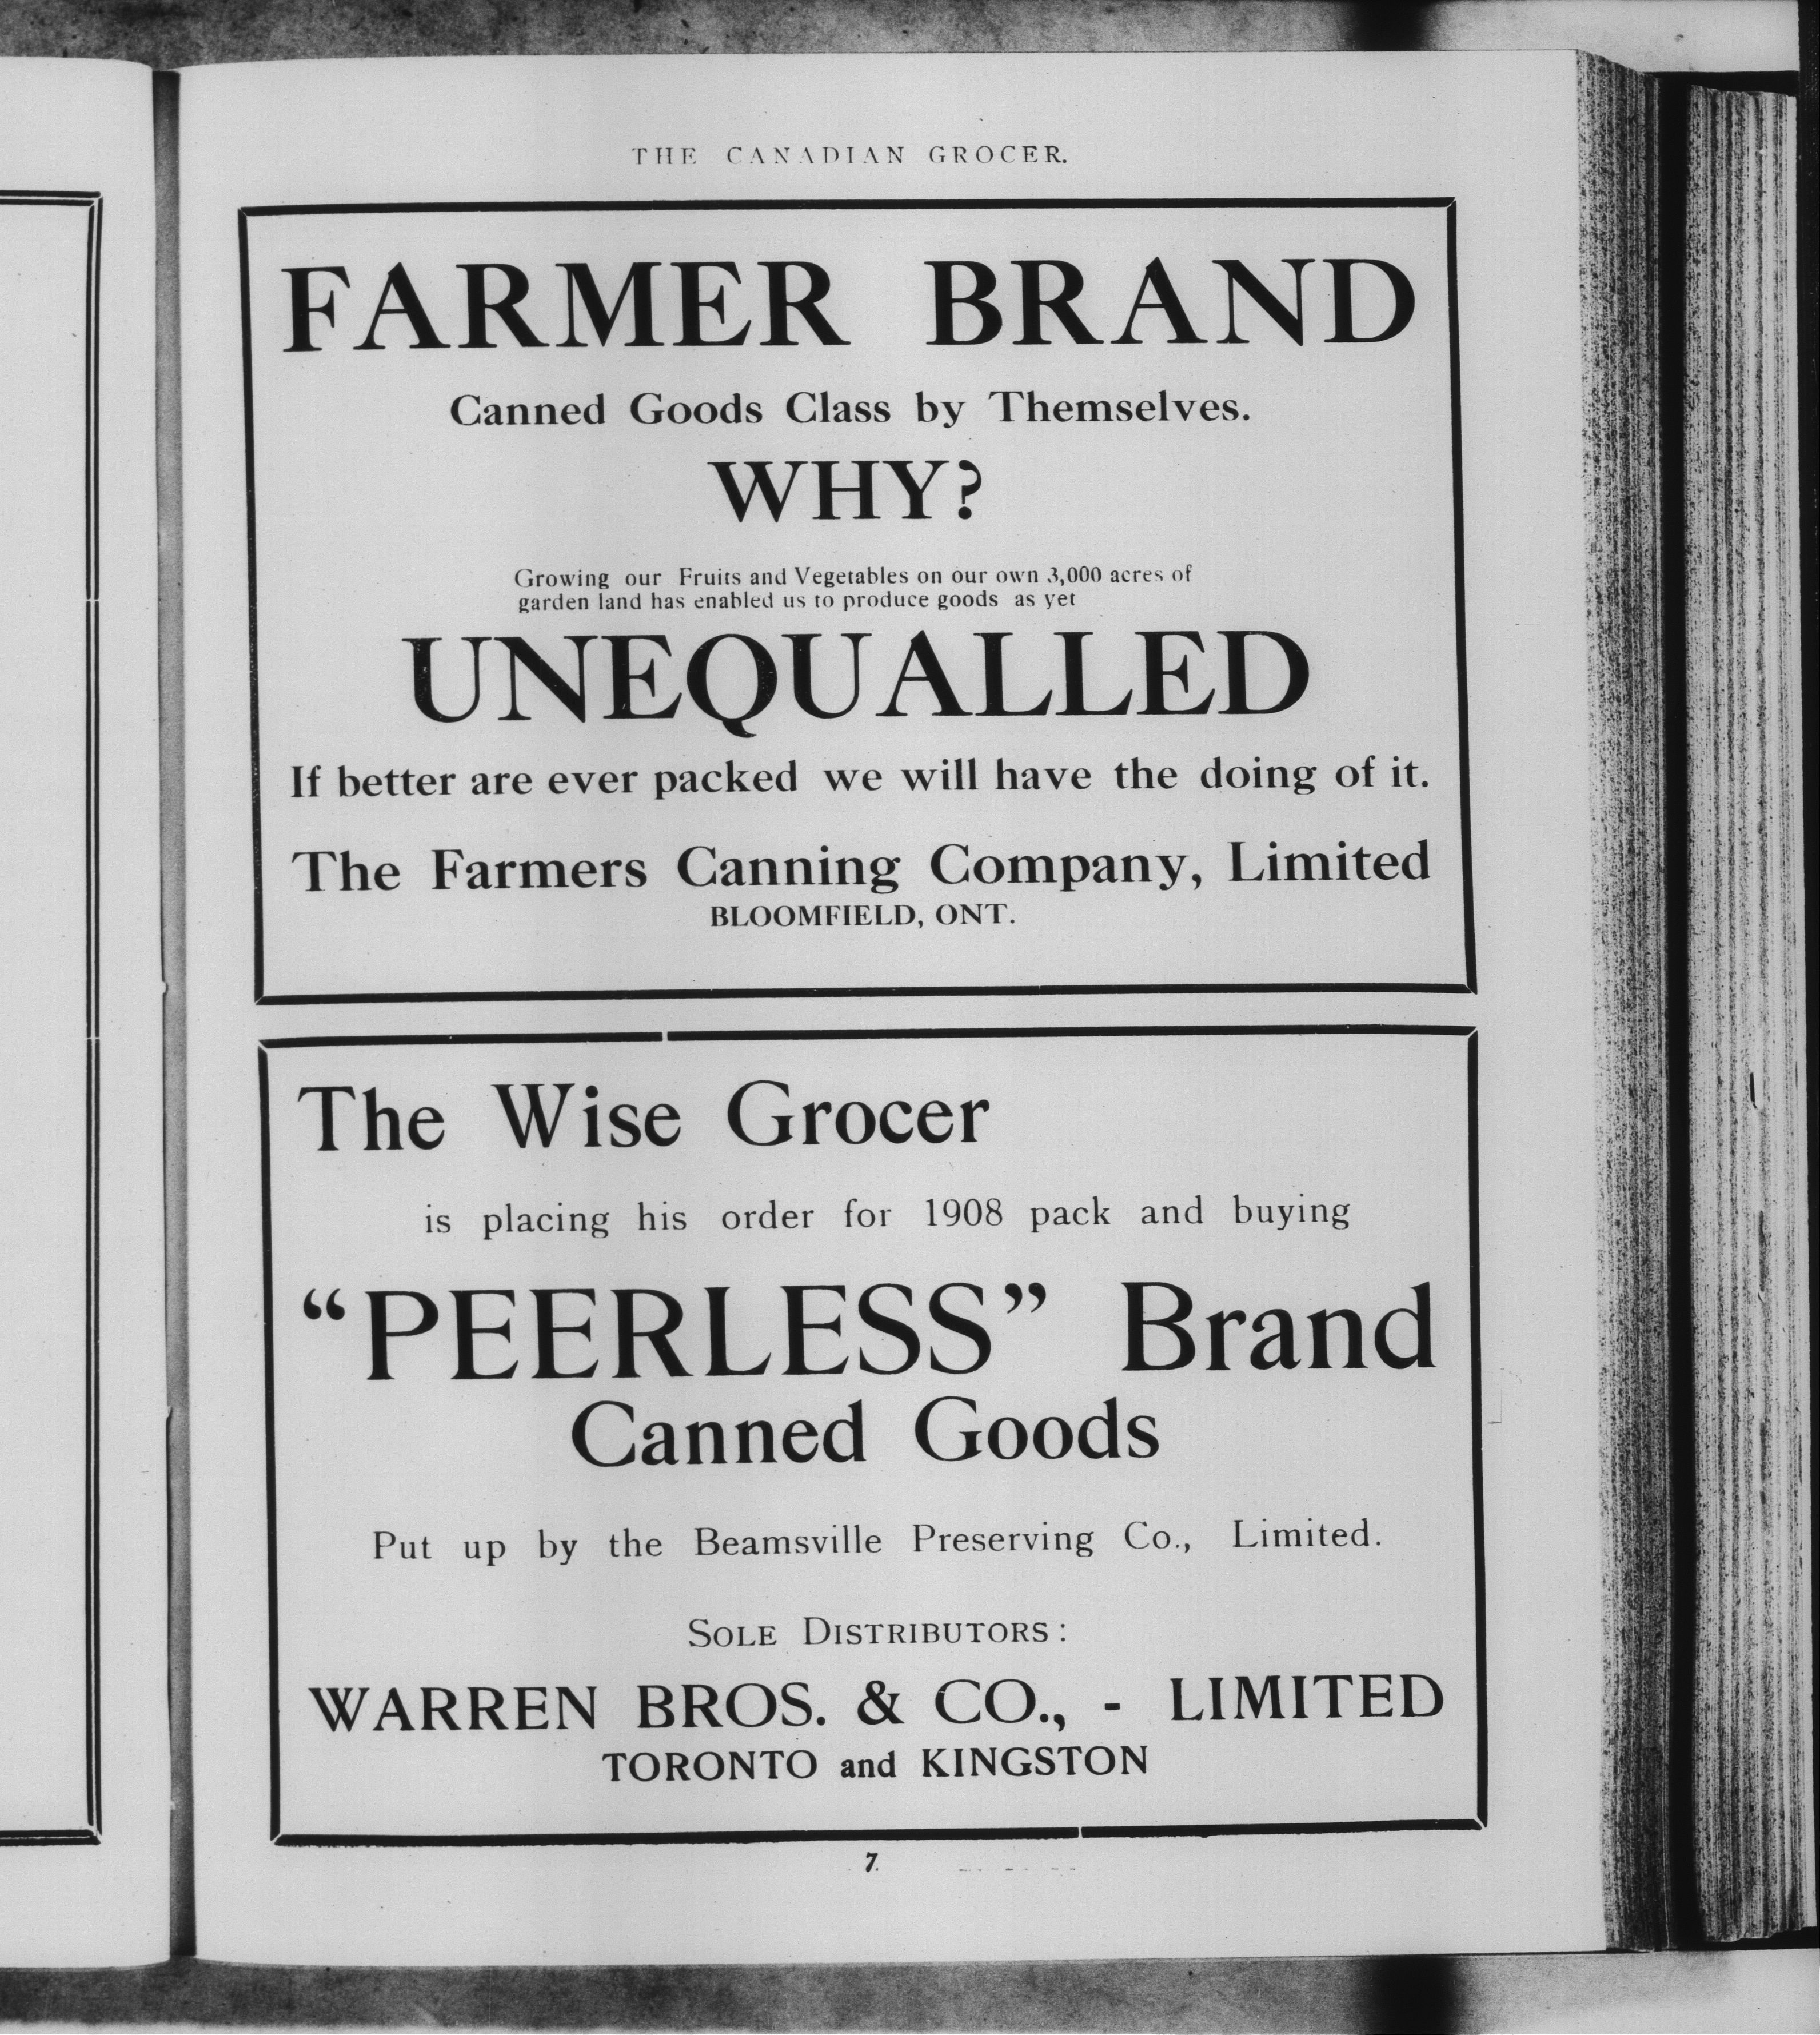 THE CANADIAN GROCER.
FARMER BRAND
Canned Goods Class by Themselves.
WHY?
Growing our Fruits and Vegetables on our own 3,000 acres of
garden land has enabled us to produce goods as yet
UNEQUALLED
If better are ever packed we will have the doing of it.
The Farmers Canning Company, Limited
BLOOMFIELD, ONT.
The Wise Grocer
is placing his order for 1908 pack and buying
“PEERLESS” Brand
Canned Goods
Put up by the Beamsville Preserving Co., Limited.
SOLE DISTRIBUTORS:
WARREN BROS. & CO., - LIMITED
TORONTO and KINGSTON
7